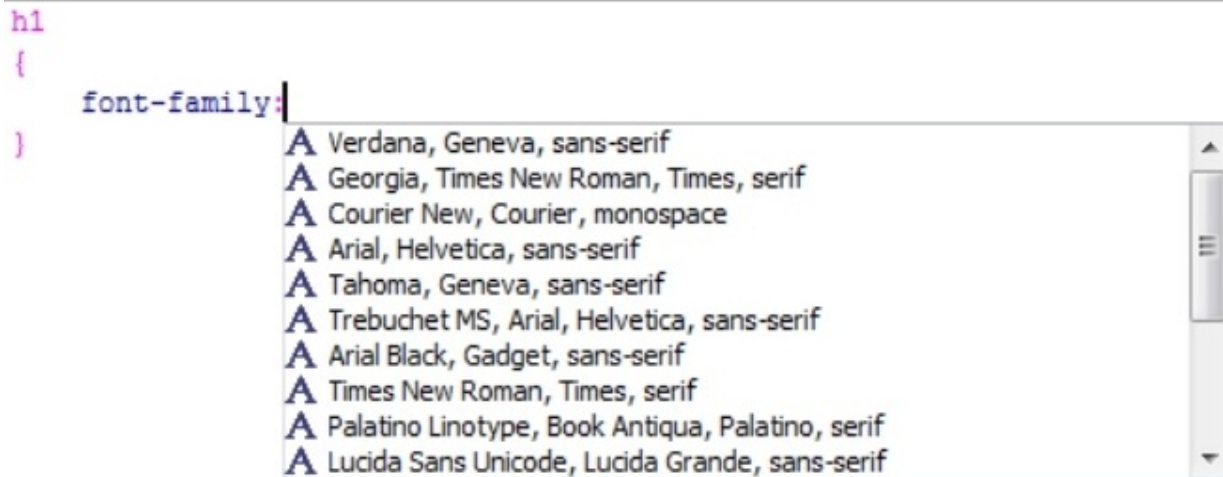 h1
{
font-family:
}
Verdana, Geneva, sans-serif
Georgia, Times New Roman, Times, serif
Courier New, Courier, monospace
Arial, Helvetica, sans-serif
Tahoma, Geneva, sans-serif
Trebuchet MS, Arial, Helvetica, sans-serif
Arial Black, Gadget, sans-serif
Times New Roman, Times, serif
Palatino Linotype, Book Antiqua, Palatino, serif
Lucida Sans Unicode, Lucida Grande, sans-serif